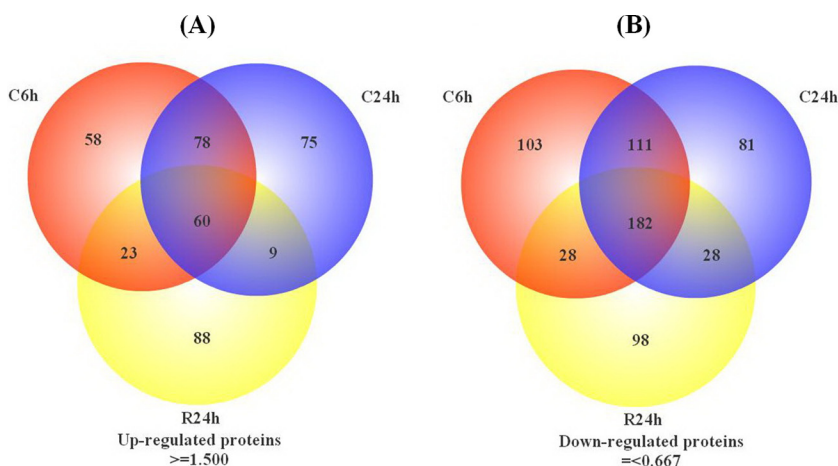 (A)
(B)
C6h
C24h
58
78
75
60
23
9
88
R24h
Up-regulated proteins
>=1.500
C6h
C24h
103
111
81
182
28
28
98
R24h
Down-regulated proteins
=<0.667